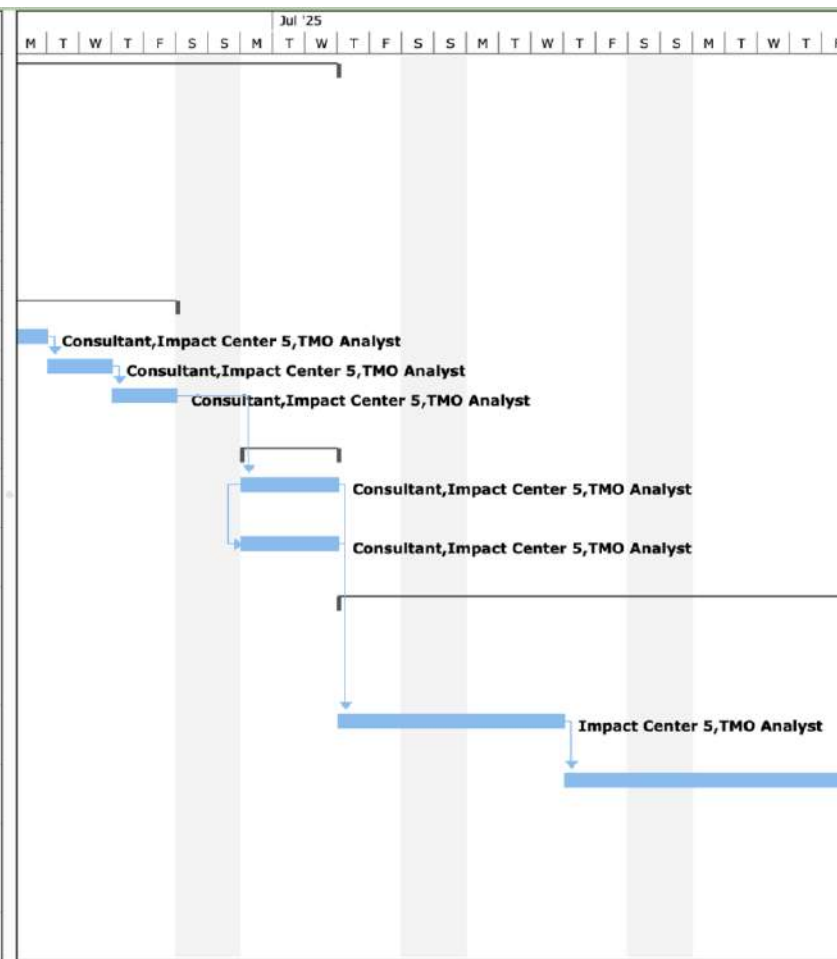 Jul '25
M T W T F S S M T W T F S S M T W T F S S M T W T
Consultant,Impact Center 5,TMO Analyst
Consultant,Impact Center 5,TMO Analyst
Consultant,Impact Center 5,TMO Analyst
Consultant,Impact Center 5,TMO Analyst
Consultant,Impact Center 5,TMO Analyst
Impact Center 5,TMO Analyst